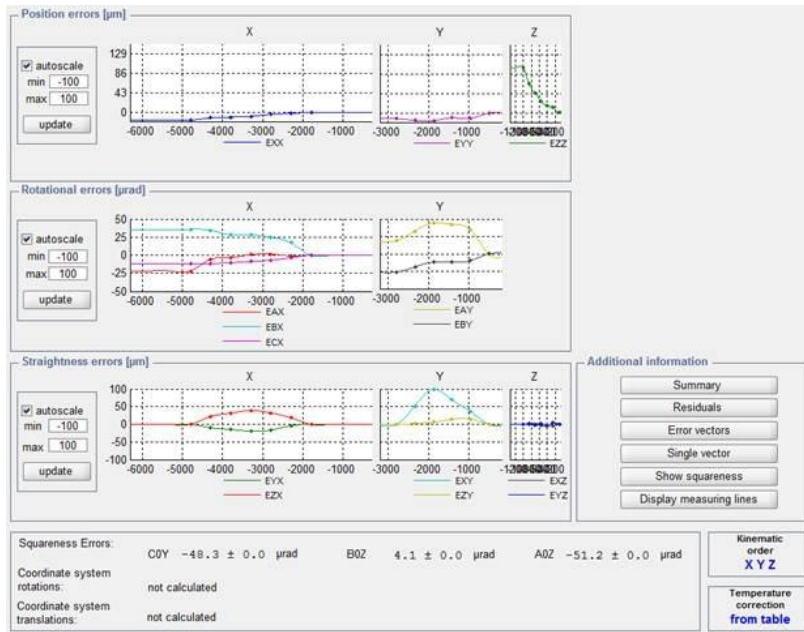 Position errors [µm]
X Y Z
autoscale
min -100
max 100
update
129
86
43
0
-6000 -5000 -4000 -3000 -2000 -1000
-3000 -2000 -1000
EXX
EYY
EZZ
Rotational errors [µrad]
X Y
autoscale
min -100
max 100
update
50
25
0
-25
-50
-6000 -5000 -4000 -3000 -2000 -1000
-3000 -2000 -1000
EAX
EBX
ECX
EAY
EBY
Straightness errors [µm]
X Y Z
autoscale
min -100
max 100
update
100
50
0
-50
-100
-6000 -5000 -4000 -3000 -2000 -1000
-3000 -2000 -1000
EYX
EZX
EXY
EZY
EXZ
EYZ
Additional information
Summary
Residuals
Error vectors
Single vector
Show squareness
Display measuring lines
Squareness Errors:
C0Y -48.3 ± 0.0 µrad B0Z 4.1 ± 0.0 µrad A0Z -51.2 ± 0.0 µrad
Coordinate system
rotations:
not calculated
Coordinate system
translations:
not calculated
Kinematic
order
X Y Z
Temperature
correction
from table